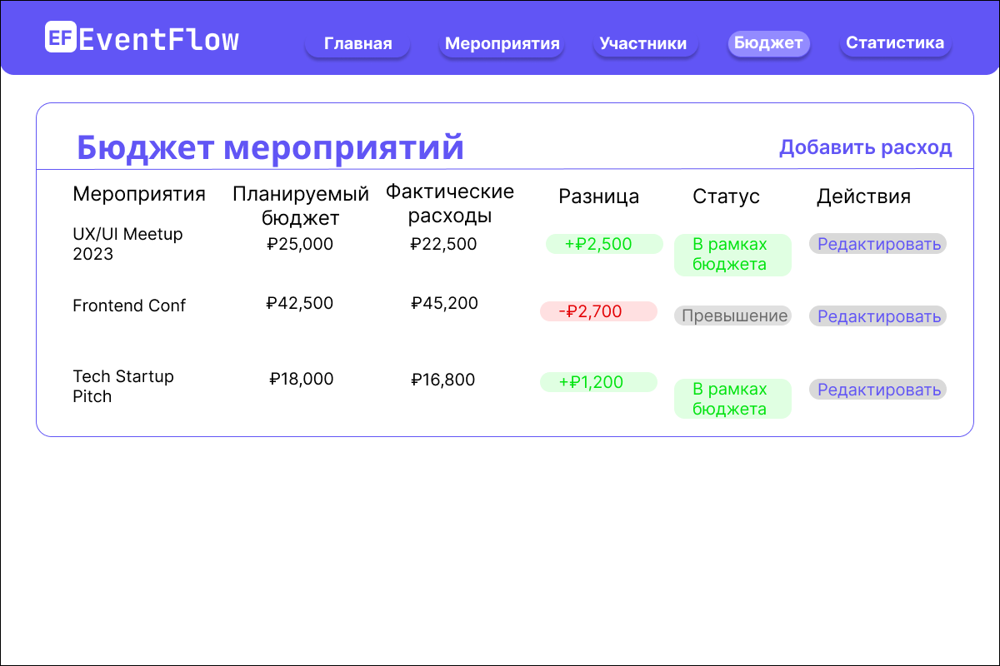 EF EventFlow
Главная
Мероприятия
Участники
Бюджет
Статистика
Бюджет мероприятий
Добавить расход
Мероприятия
Планируемый
бюджет
Фактические
расходы
Разница
Статус
Действия
UX/UI Meetup
2023
₽25,000
₽22,500
+₽2,500
В рамках
бюджета
Редактировать
Frontend Conf
₽42,500
₽45,200
-₽2,700
Превышение
Редактировать
Tech Startup
Pitch
₽18,000
₽16,800
+₽1,200
В рамках
бюджета
Редактировать